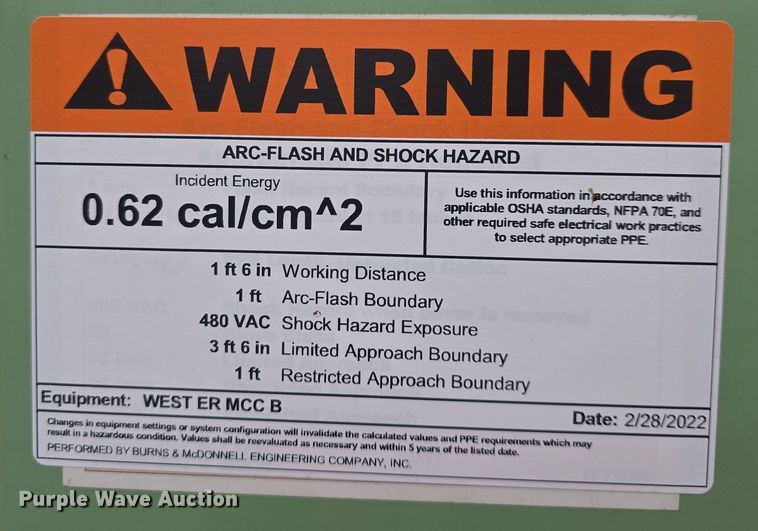 WARNING
ARC-FLASH AND SHOCK HAZARD
Incident Energy
0.62 cal/cm^2
Use this information in accordance with
applicable OSHA standards, NFPA 70E, and
other required safe electrical work practices
to select appropriate PPE.
1 ft 6 in Working Distance
1 ft Arc-Flash Boundary
480 VAC Shock Hazard Exposure
3 ft 6 in Limited Approach Boundary
1 ft Restricted Approach Boundary
Equipment: WEST ER MCC B Date: 2/28/2022
Changes in equipment settings or system configuration will invalidate the calculated values and PPE requirements which may
result in a hazardous condition. Values shall be reevaluated as necessary and within 5 years of the listed date.
PERFORMED BY BURNS & McDONNELL ENGINEERING COMPANY, INC.
Purple Wave Auction